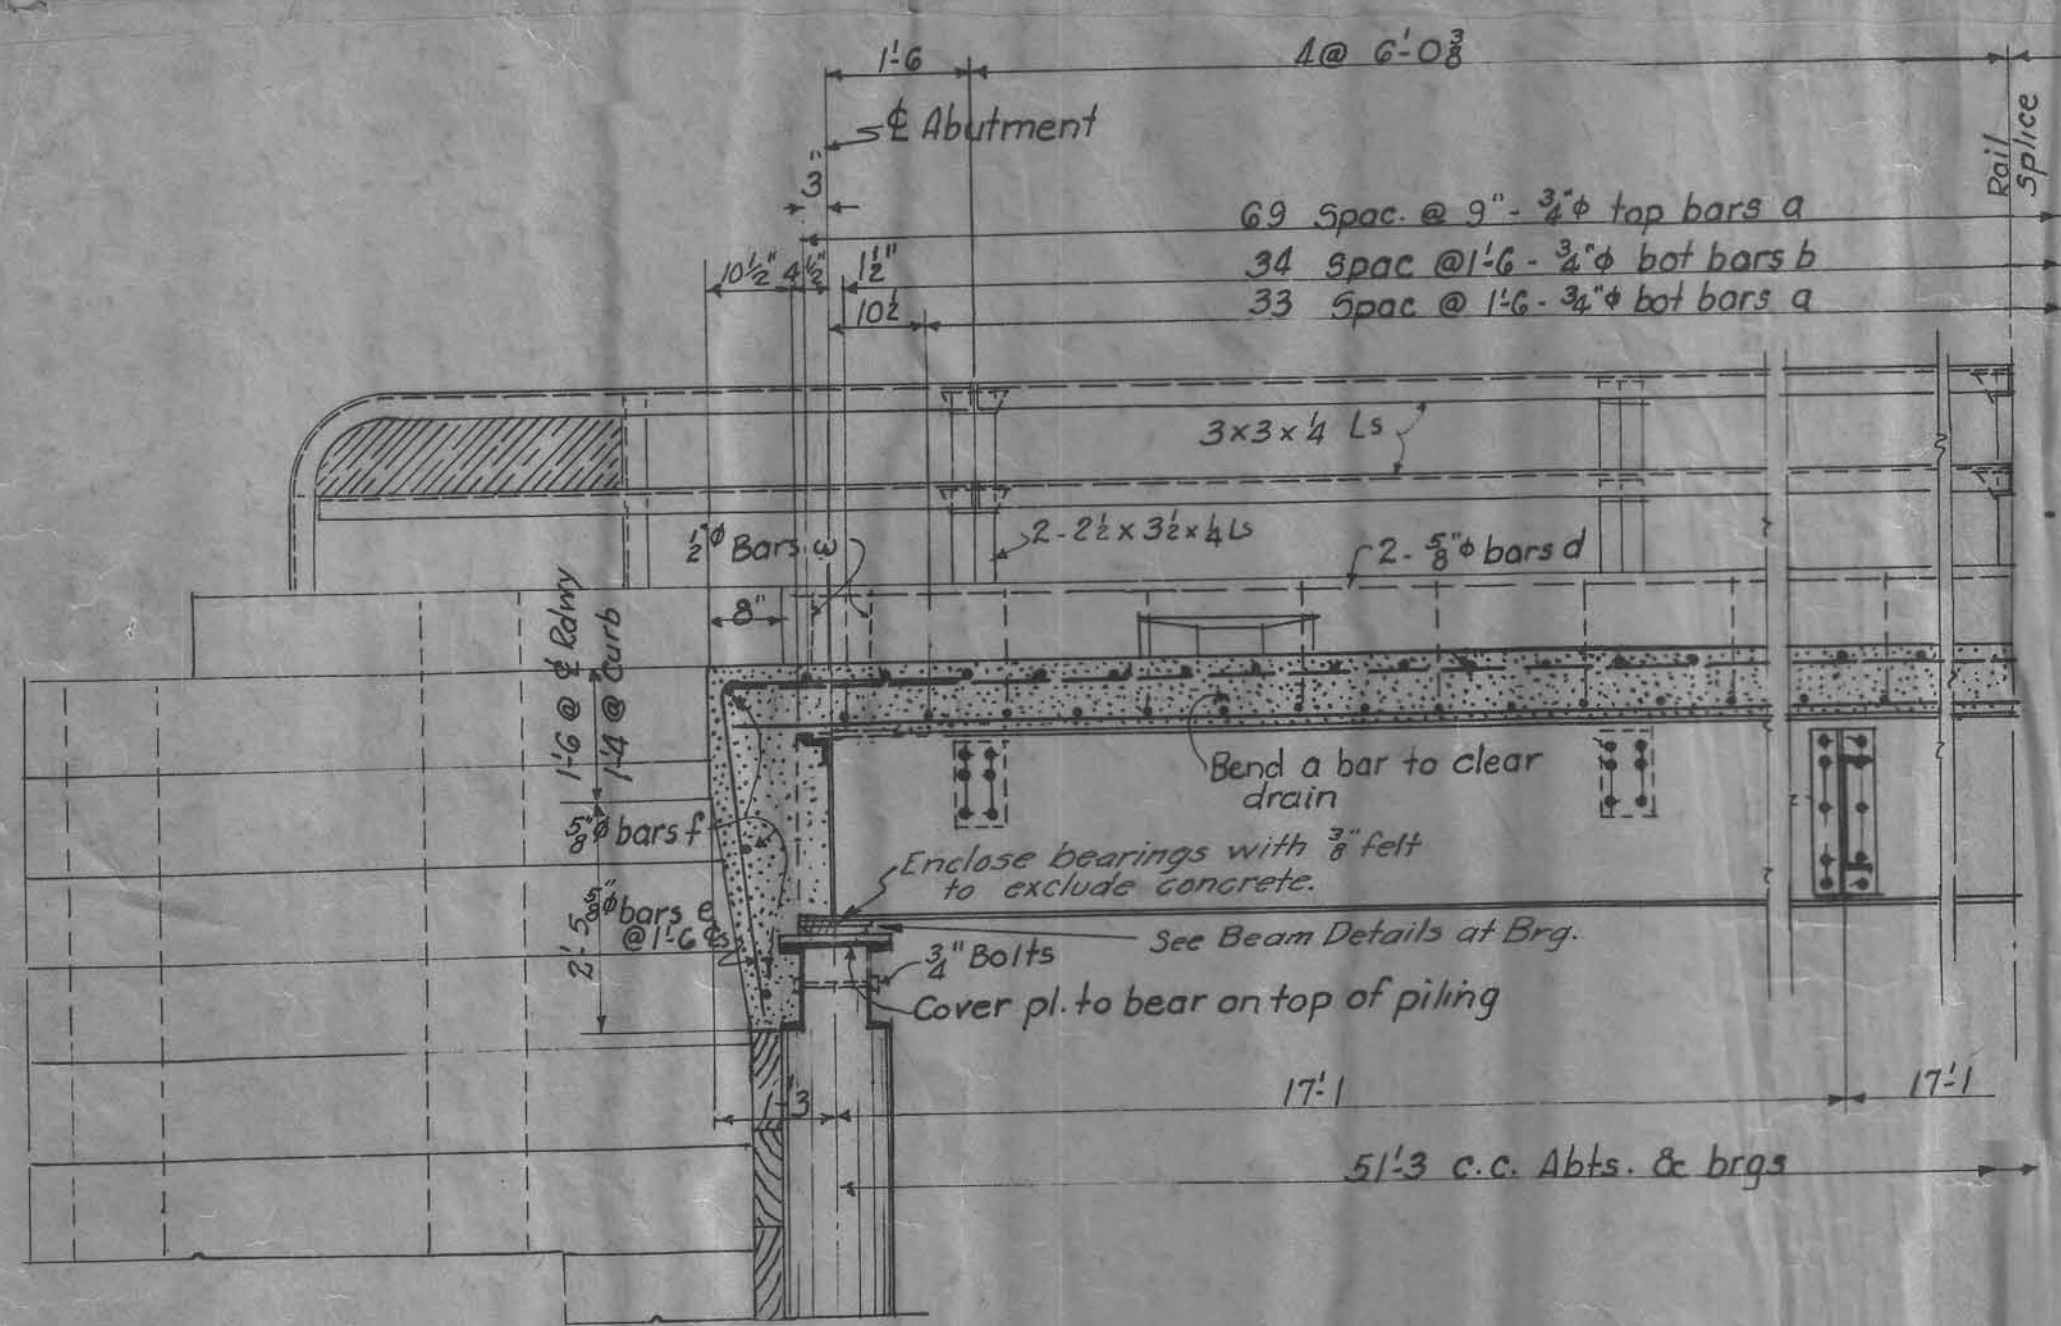 1'-6
4 @ 6'-0 3/8
℄ Abutment
3"
Rail
Splice
69 Spac. @ 9" - 3/4"ϕ top bars a
10 1/2" 4 1/2" 1 1/2"
34 Spac @ 1'-6 - 3/4"ϕ bot bars b
10 1/2
33 Spac @ 1'-6 - 3/4"ϕ bot bars a
3 x 3 x 1/4 Ls
1/2"ϕ Bars ω
2 - 2 1/2 x 3 1/2 x 1/4 Ls
2 - 5/8"ϕ bars d
8"
1'-6 @ ℄ Rdwy
1'-4 @ Curb
Bend a bar to clear
drain
5/8"ϕ bars f
Enclose bearings with 3/8" felt
to exclude concrete.
5/8"ϕ bars e
@ 1'-6 ¢s
2'-5
See Beam Details at Brg.
3/4" Bolts
Cover pl. to bear on top of piling
1'-3
17'-1
17'-1
51'-3 c.c. Abts. & brgs